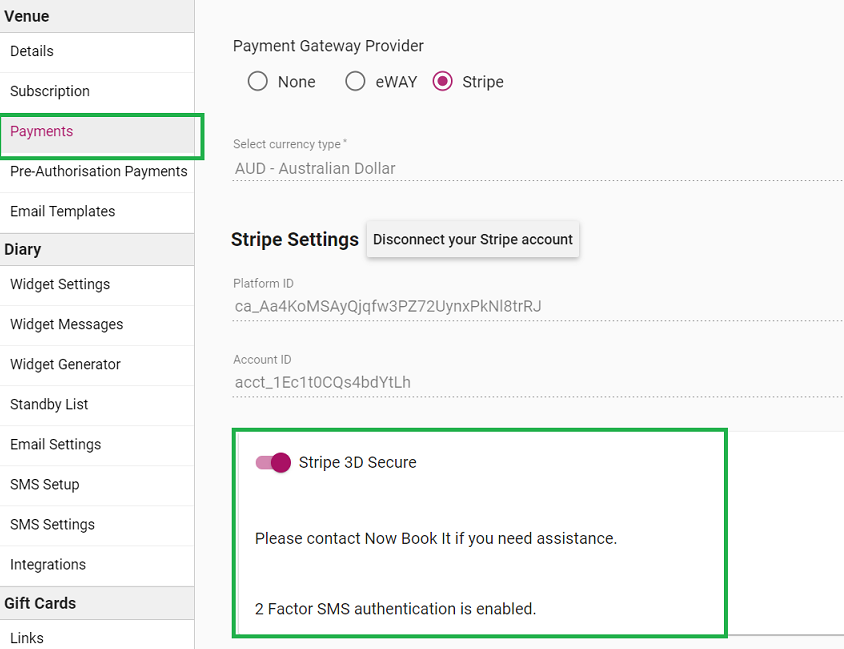 Venue
Details
Subscription
Payments
Pre-Authorisation Payments
Email Templates
Diary
Widget Settings
Widget Messages
Widget Generator
Standby List
Email Settings
SMS Setup
SMS Settings
Integrations
Gift Cards
Links
Payment Gateway Provider
None eWAY Stripe
Select currency type *
AUD - Australian Dollar
Stripe Settings Disconnect your Stripe account
Platform ID
ca_Aa4KoMSAyQjqfw3PZ72UynxPkNl8trRJ
Account ID
acct_1Ec1t0CQs4bdYtLh
Stripe 3D Secure
Please contact Now Book It if you need assistance.
2 Factor SMS authentication is enabled.